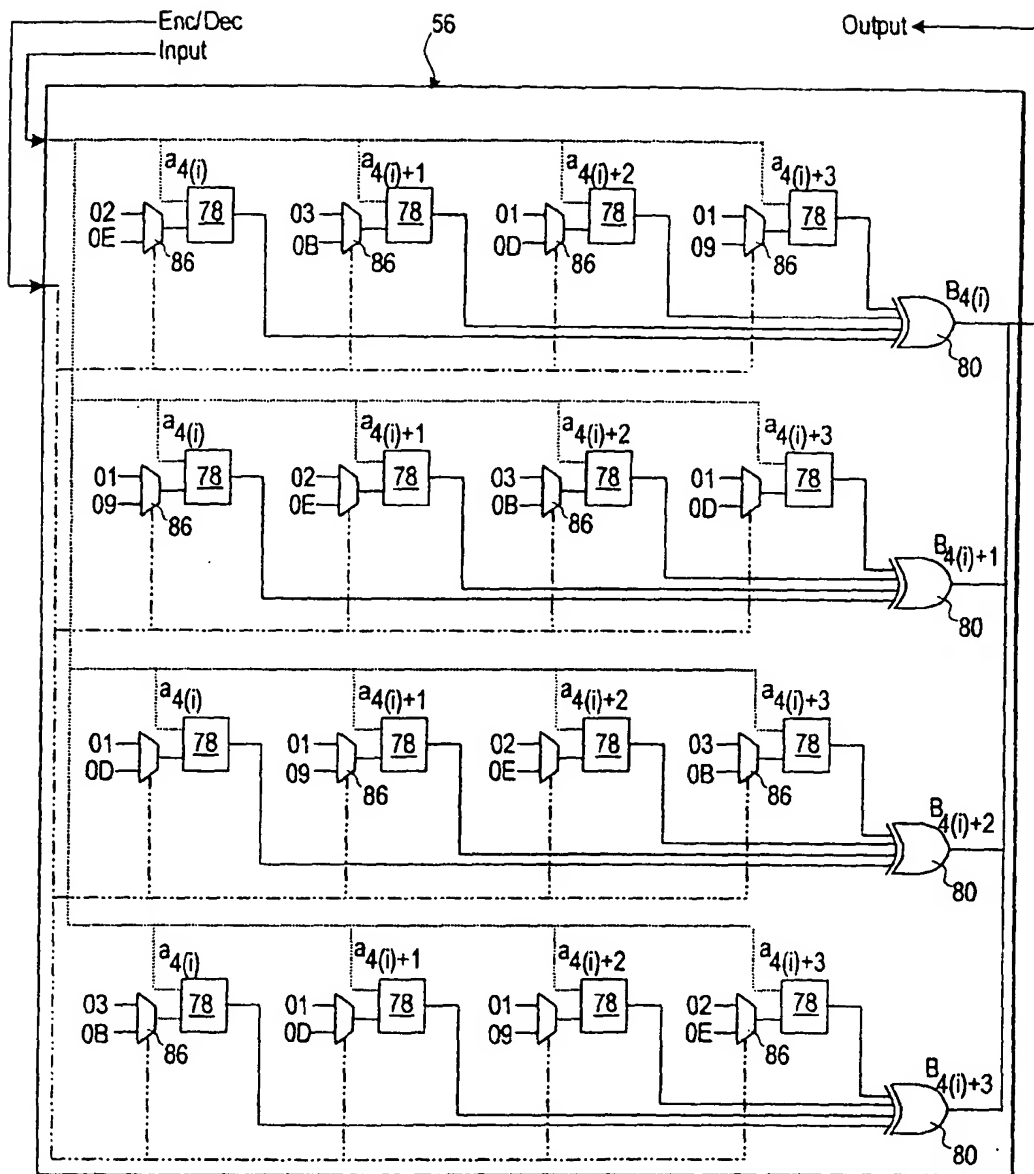 Enc/Dec
Input
56
Output
a4(i) a4(i)+1 a4(i)+2 a4(i)+3
02 78 03 78 01 78 01 78
0E 86 0B 86 0D 86 09 86
B4(i)
80
a4(i) a4(i)+1 a4(i)+2 a4(i)+3
01 78 02 78 03 78 01 78
09 86 0E 0B 86 0D
B4(i)+1
80
a4(i) a4(i)+1 a4(i)+2 a4(i)+3
01 78 01 78 02 78 03 78
0D 09 86 0E 0B 86
B4(i)+2
80
a4(i) a4(i)+1 a4(i)+2 a4(i)+3
03 78 01 78 01 78 02 78
0B 86 0D 09 0E 86
B4(i)+3
80